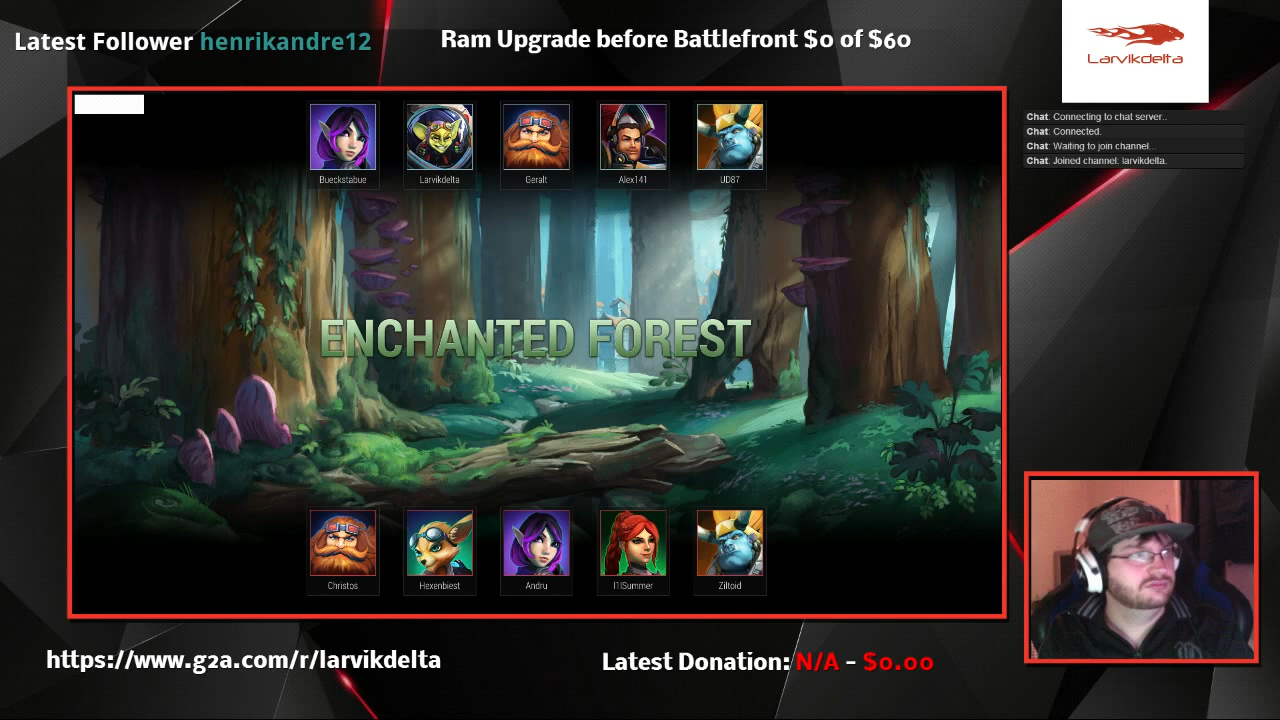 Latest Follower henrikandre12
Ram Upgrade before Battlefront $0 of $60
Larvikdelta
Chat: Connecting to chat server..
Chat: Connected.
Chat: Waiting to join channel...
Chat: Joined channel: larvikdelta.
Bueckstabue
Larvikdelta
Geralt
Alex141
UD87
ENCHANTED FOREST
Christos
Hexenbiest
Andru
I1ISummer
Ziltoid
https://www.g2a.com/r/larvikdelta
Latest Donation: N/A - $0.00